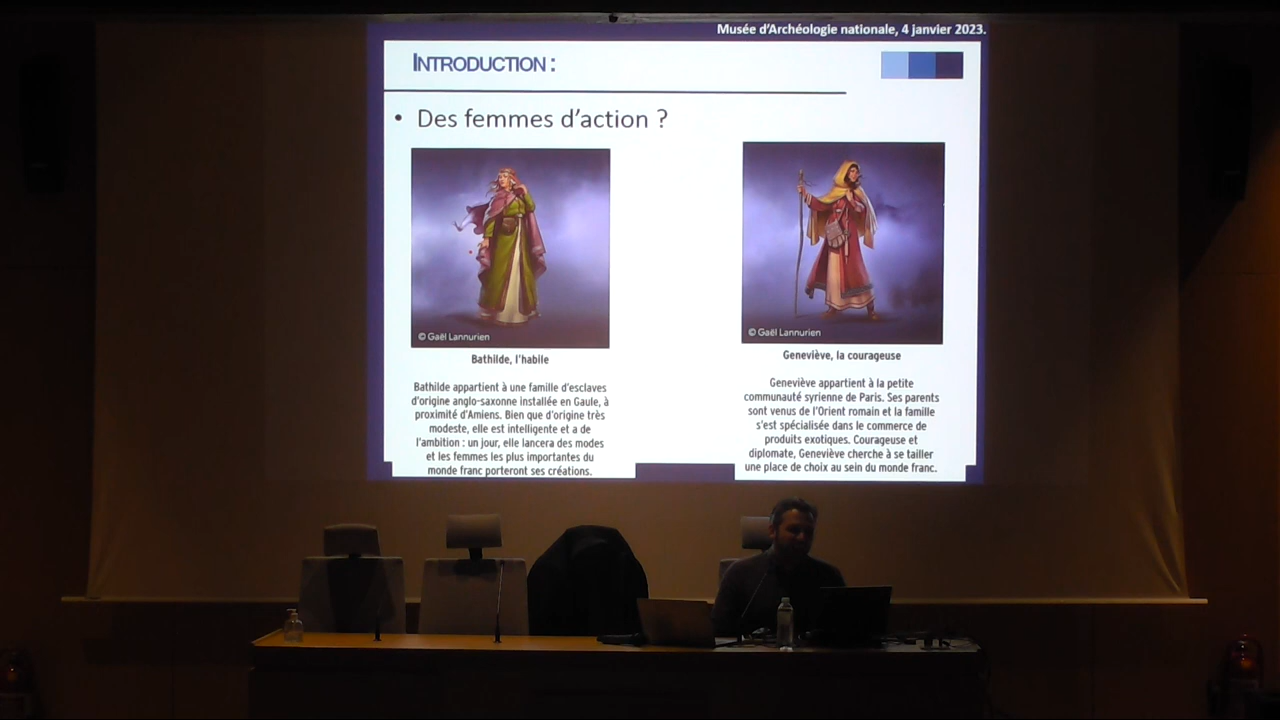 Musée d'Archéologie nationale, 4 janvier 2023.
INTRODUCTION :
• Des femmes d'action ?
© Gaël Lannurien
Bathilde, l'habile
Bathilde appartient à une famille d'esclaves
d'origine anglo-saxonne installée en Gaule, à
proximité d'Amiens. Bien que d'origine très
modeste, elle est intelligente et a de
l'ambition : un jour, elle lancera des modes
et les femmes les plus importantes du
monde franc porteront ses créations.
© Gaël Lannurien
Geneviève, la courageuse
Geneviève appartient à la petite
communauté syrienne de Paris. Ses parents
sont venus de l'Orient romain et la famille
s'est spécialisée dans le commerce de
produits exotiques. Courageuse et
diplomate, Geneviève cherche à se tailler
une place de choix au sein du monde franc.